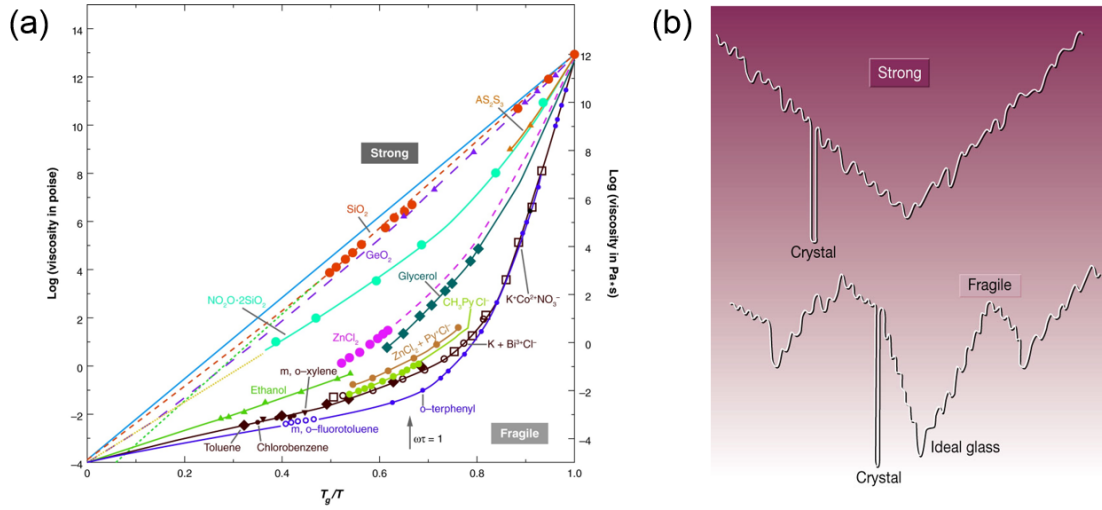 (a)
(b)
Log (viscosity in poise)
14
12
10
8
6
4
2
0
−2
−4
0
0.2
0.4
0.6
0.8
1.0
Tg/T
12
10
8
6
4
2
0
−2
−4
Log (viscosity in Pa•s)
Strong
AS2S3
SiO2
GeO2
NO2O·2SiO2
Glycerol
CH3Py Cl−
K+Co2+NO3−
ZnCl2
ZnCl2 + Py+Cl−
K + Bi3+Cl−
Ethanol
m, o-xylene
o-terphenyl
m, o-fluorotoluene
Toluene
Chlorobenzene
ωτ = 1
Fragile
Strong
Crystal
Fragile
Ideal glass
Crystal